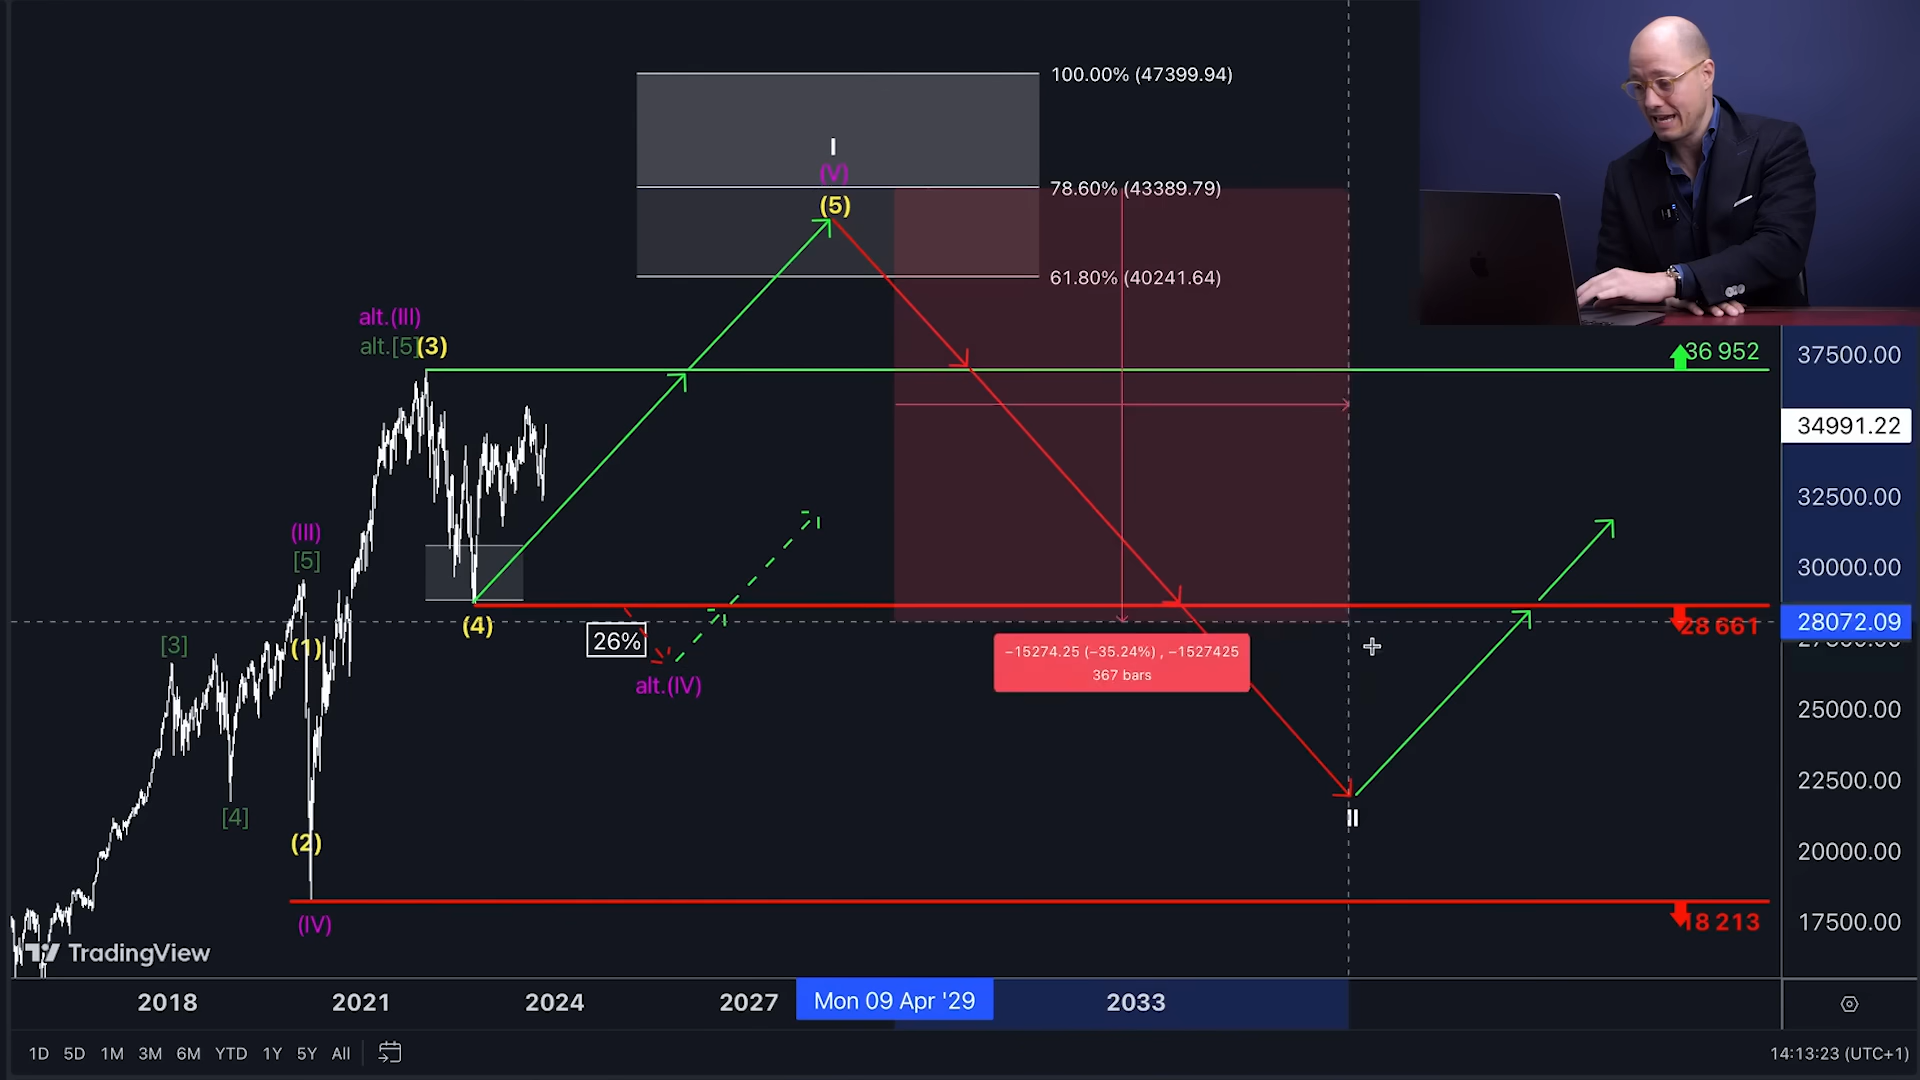 100.00% (47399.94)
I
(V)
78.60% (43389.79)
(5)
61.80% (40241.64)
alt.(III)
alt.[5](3)
36 952
37500.00
34991.22
32500.00
(III)
[5]
30000.00
28072.09
28 661
(4)
26%
[3]
(1)
−15274.25 (−35.24%) , −1527425
367 bars
alt.(IV)
25000.00
22500.00
[4]
II
(2)
20000.00
(IV)
18 213
17500.00
TradingView
2018 2021 2024 2027 Mon 09 Apr '29 2033
1D 5D 1M 3M 6M YTD 1Y 5Y All
14:13:23 (UTC+1)